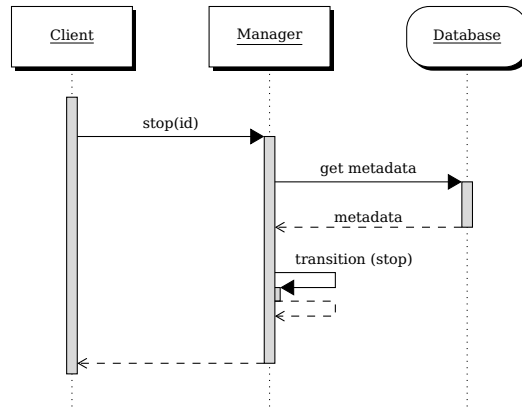 Client
Manager
Database
stop(id)
get metadata
metadata
transition (stop)